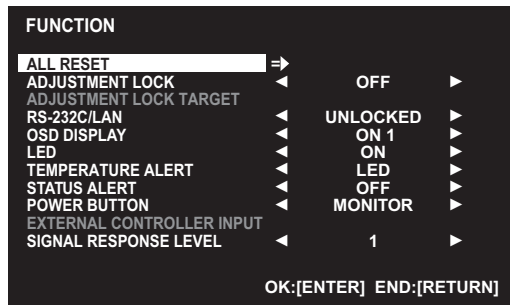 FUNCTION
ALL RESET
ADJUSTMENT LOCK OFF
ADJUSTMENT LOCK TARGET
RS-232C/LAN UNLOCKED
OSD DISPLAY ON 1
LED ON
TEMPERATURE ALERT LED
STATUS ALERT OFF
POWER BUTTON MONITOR
EXTERNAL CONTROLLER INPUT
SIGNAL RESPONSE LEVEL 1
OK:[ENTER] END:[RETURN]